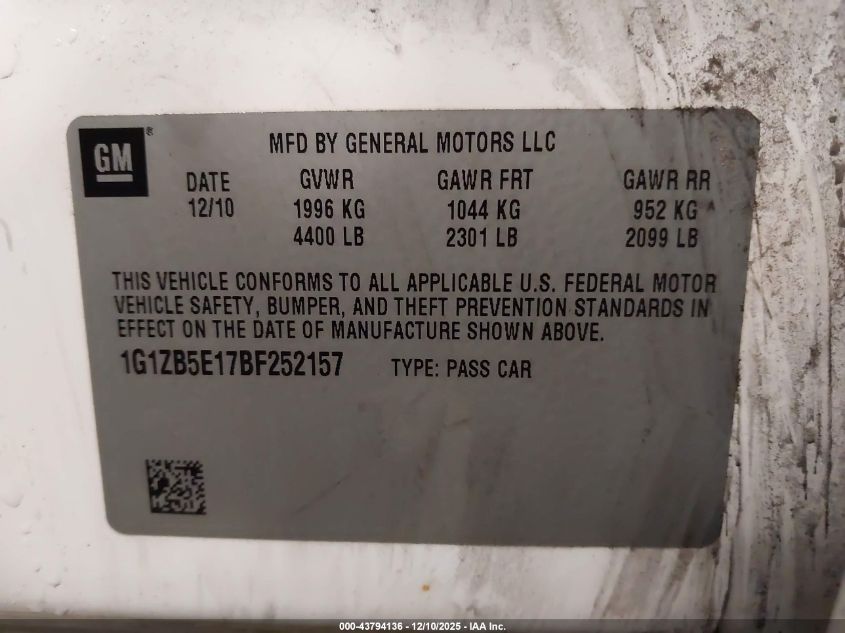 GM®
MFD BY GENERAL MOTORS LLC
DATE GVWR GAWR FRT GAWR RR
12/10 1996 KG 1044 KG 952 KG
4400 LB 2301 LB 2099 LB
THIS VEHICLE CONFORMS TO ALL APPLICABLE U.S. FEDERAL MOTOR
VEHICLE SAFETY, BUMPER, AND THEFT PREVENTION STANDARDS IN
EFFECT ON THE DATE OF MANUFACTURE SHOWN ABOVE.
1G1ZB5E17BF252157 TYPE: PASS CAR
000-43794136 - 12/10/2025 - IAA Inc.